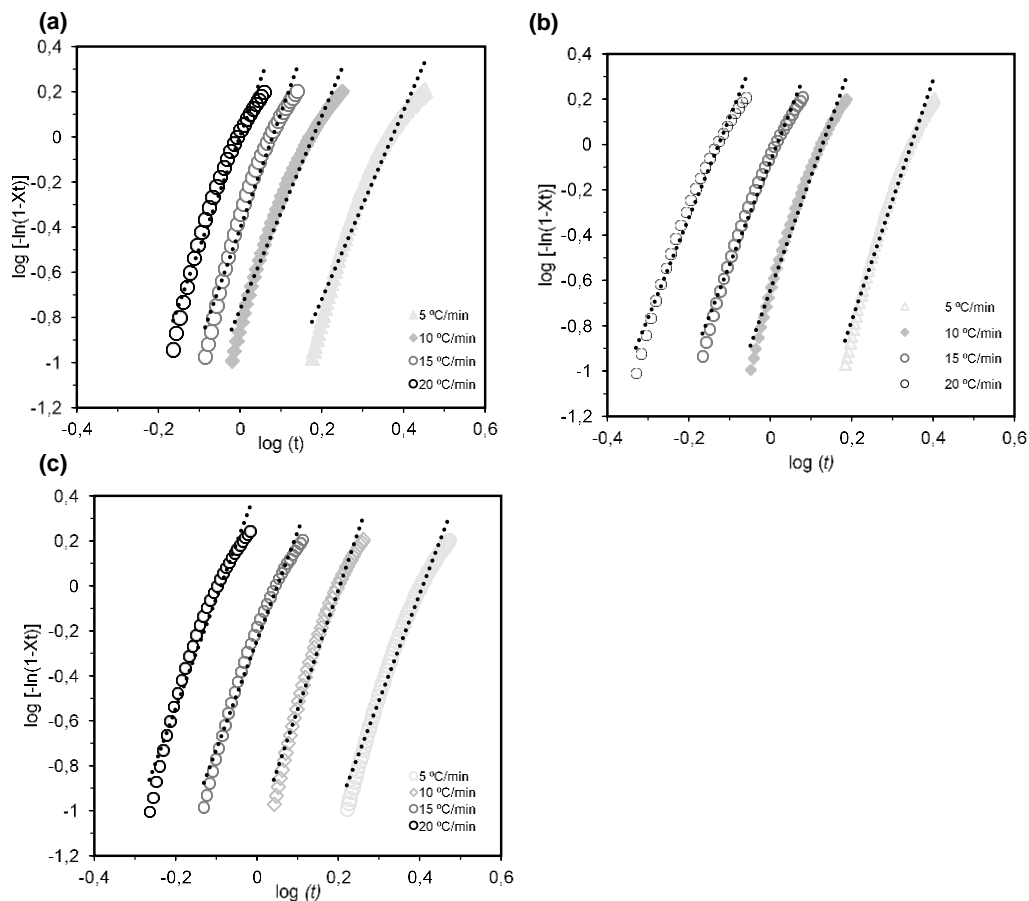 (a)
0,4
0,2
0
-0,2
-0,4
-0,6
-0,8
-1
-1,2
log [-ln(1-Xt)]
5 ºC/min
10 ºC/min
15 ºC/min
20 ºC/min
-0,4
-0,2
0
0,2
0,4
0,6
log (t)
(b)
0,4
0,2
0
-0,2
-0,4
-0,6
-0,8
-1
-1,2
log [-ln(1-Xt)]
5 ºC/min
10 ºC/min
15 ºC/min
20 ºC/min
-0,4
-0,2
0
0,2
0,4
0,6
log (t)
(c)
0,4
0,2
0
-0,2
-0,4
-0,6
-0,8
-1
-1,2
log [-ln(1-Xt)]
5 ºC/min
10 ºC/min
15 ºC/min
20 ºC/min
-0,4
-0,2
0
0,2
0,4
0,6
log (t)